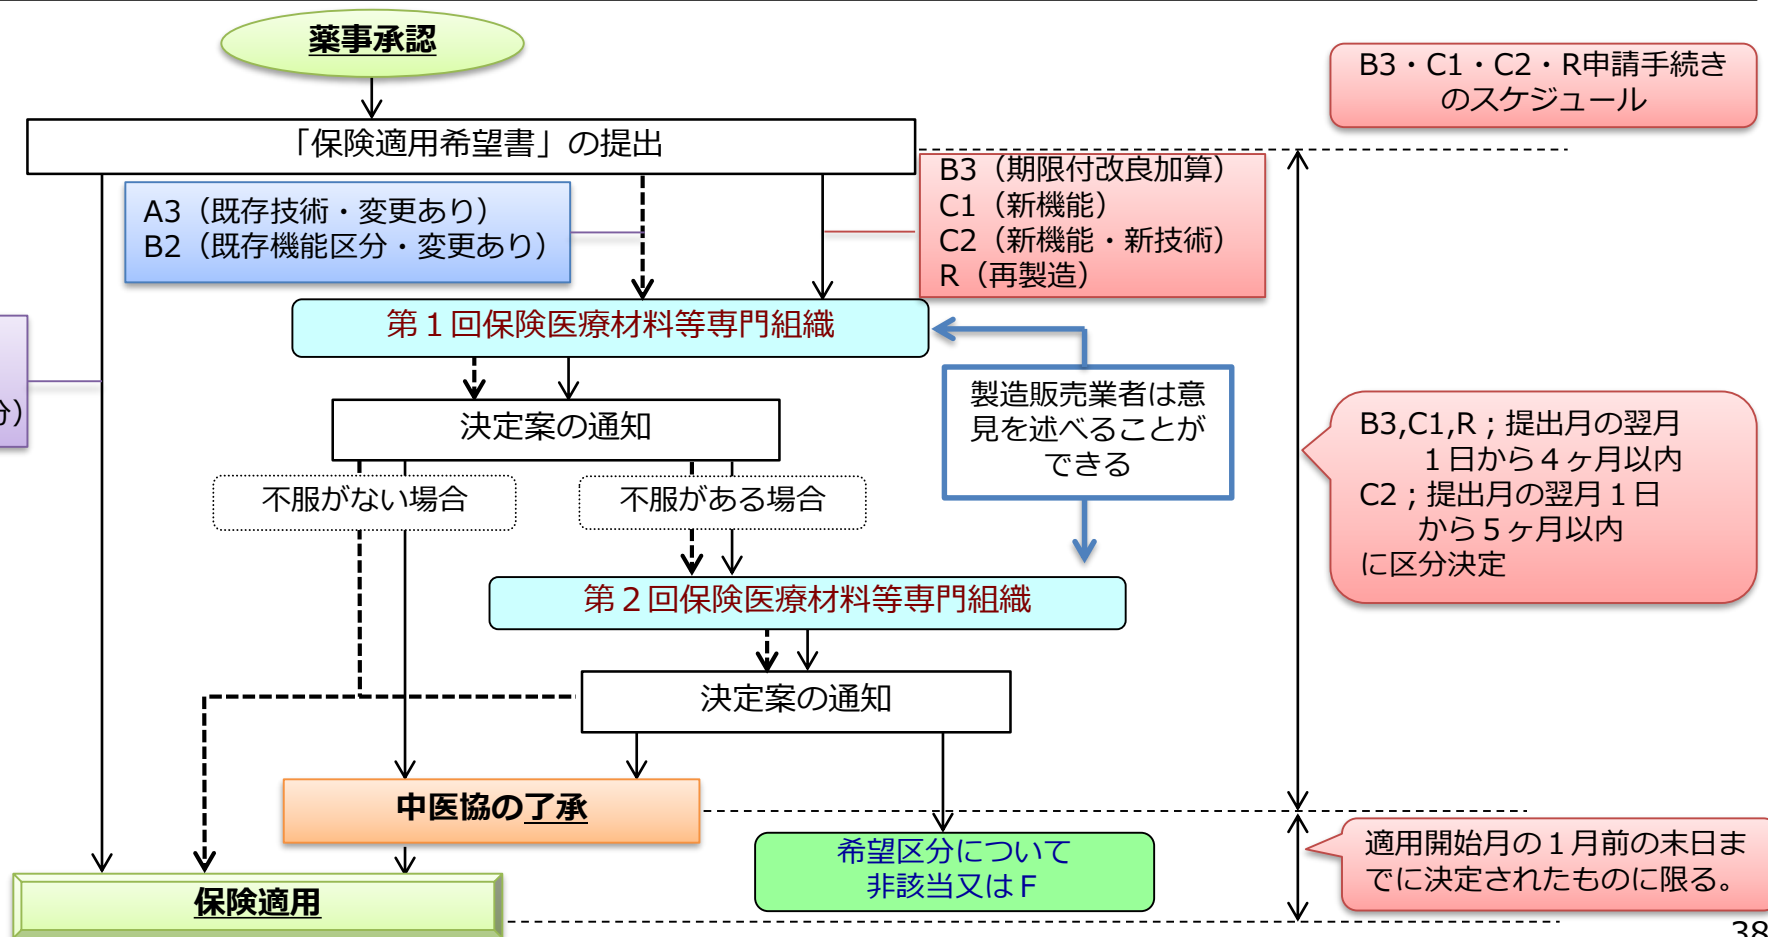 薬事承認
B3・C1・C2・R申請手続き
のスケジュール
「保険適用希望書」の提出
A3（既存技術・変更あり）
B2（既存機能区分・変更あり）
B3（期限付改良加算）
C1（新機能）
C2（新機能・新技術）
R（再製造）
第１回保険医療材料等専門組織
分）
決定案の通知
製造販売業者は意
見を述べることが
できる
B3,C1,R；提出月の翌月
１日から４ヶ月以内
C2；提出月の翌月１日
から５ヶ月以内
に区分決定
不服がない場合
不服がある場合
第２回保険医療材料等専門組織
決定案の通知
中医協の了承
希望区分について
非該当又はＦ
適用開始月の１月前の末日ま
でに決定されたものに限る。
保険適用
38